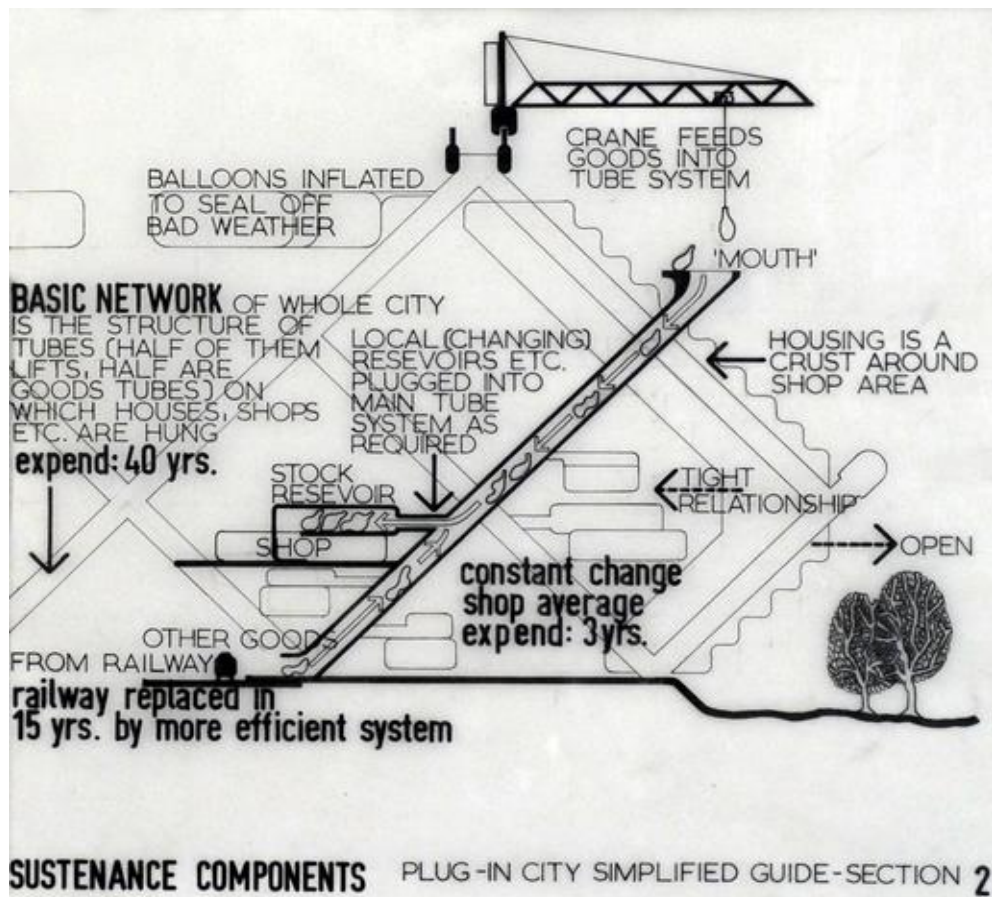 CRANE FEEDS
GOODS INTO
TUBE SYSTEM
BALLOONS INFLATED
TO SEAL OFF
BAD WEATHER
'MOUTH'
BASIC NETWORK OF WHOLE CITY
IS THE STRUCTURE OF
TUBES (HALF OF THEM
LIFTS, HALF ARE
GOODS TUBES) ON
WHICH HOUSES, SHOPS
ETC. ARE HUNG
expend: 40 yrs.
LOCAL (CHANGING)
RESEVOIRS ETC.
PLUGGED INTO
MAIN TUBE
SYSTEM AS
REQUIRED
HOUSING IS A
CRUST AROUND
SHOP AREA
STOCK
RESEVOIR
SHOP
TIGHT
RELATIONSHIP
OPEN
constant change
shop average
expend: 3yrs.
OTHER GOODS
FROM RAILWAY
railway replaced in
15 yrs. by more efficient system
SUSTENANCE COMPONENTS PLUG-IN CITY SIMPLIFIED GUIDE-SECTION 2